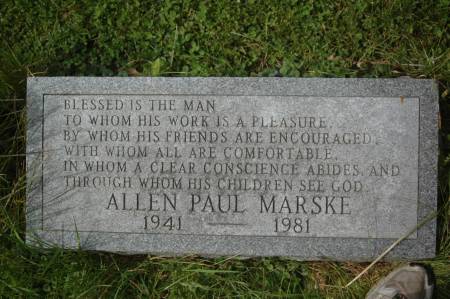 BLESSED IS THE MAN
TO WHOM HIS WORK IS A PLEASURE,
BY WHOM HIS FRIENDS ARE ENCOURAGED,
WITH WHOM ALL ARE COMFORTABLE,
IN WHOM A CLEAR CONSCIENCE ABIDES, AND
THROUGH WHOM HIS CHILDREN SEE GOD.
ALLEN PAUL MARSKE
1941 — 1981